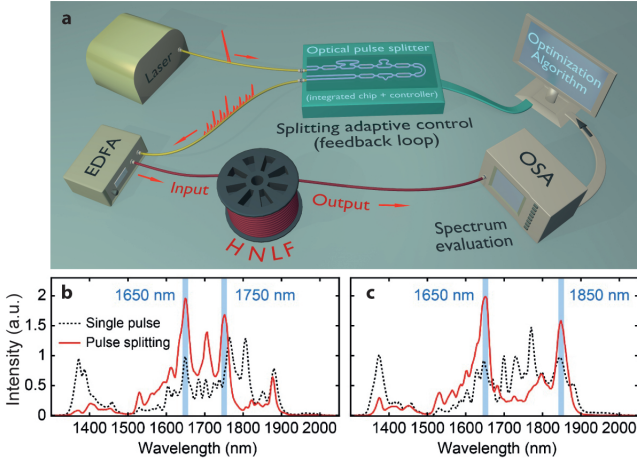 a
Laser
Optical pulse splitter
(integrated chip + controller)
Splitting adaptive control
(feedback loop)
Optimization
Algorithm
EDFA
Input
HNLF
Output
OSA
Spectrum
evaluation
b
1650 nm
1750 nm
Single pulse
Pulse splitting
Intensity (a.u.)
2
1.5
1
0.5
0
1400 1500 1600 1700 1800 1900 2000
Wavelength (nm)
c
1650 nm
1850 nm
1400 1500 1600 1700 1800 1900 2000
Wavelength (nm)